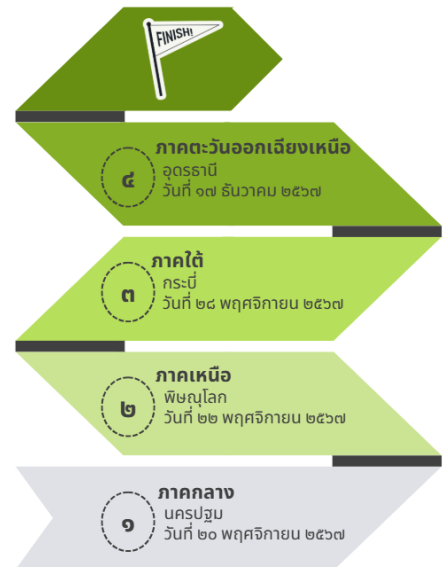 FINISH!
ภาคตะวันออกเฉียงเหนือ
๔
อุดรธานี
วันที่ ๑๗ ธันวาคม ๒๕๖๗
ภาคใต้
๓
กระบี่
วันที่ ๒๘ พฤศจิกายน ๒๕๖๗
ภาคเหนือ
๒
พิษณุโลก
วันที่ ๒๒ พฤศจิกายน ๒๕๖๗
ภาคกลาง
๑
นครปฐม
วันที่ ๒๐ พฤศจิกายน ๒๕๖๗